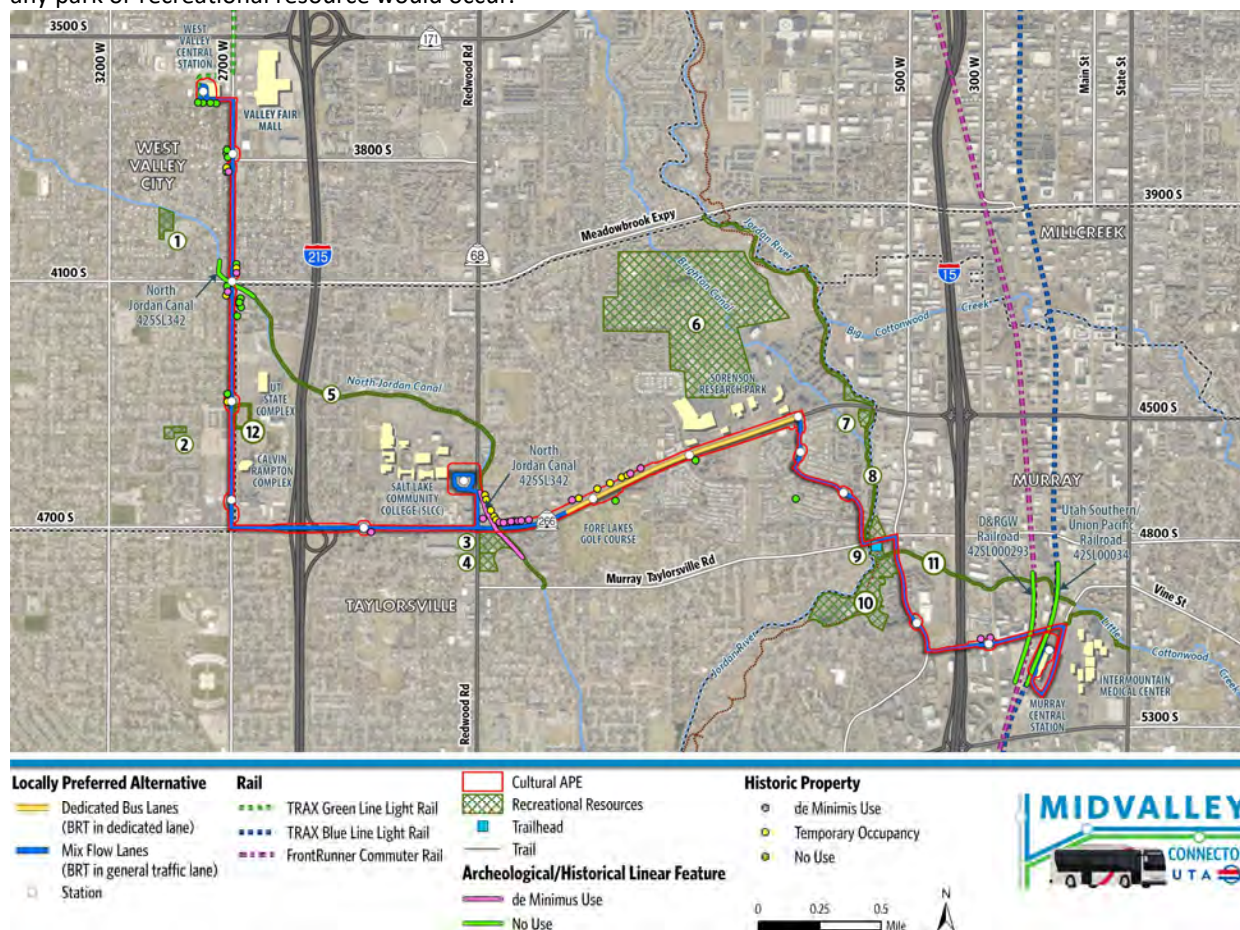 any park or recreational resource would occur.
3500 S
3200 W
2700 W
WEST
VALLEY
CENTRAL
STATION
171
Redwood Rd
500 W
300 W
Main St
State St
VALLEY FAIR
MALL
WEST
VALLEY
CITY
3800 S
3900 S
Meadowbrook Expy
Jordan River
MILLCREEK
1
215
68
15
4100 S
Brighton Canal
North
Jordan Canal
42SSL342
6
Big Cottonwood Creek
5
North Jordan Canal
UT
STATE
COMPLEX
SORENSON
RESEARCH PARK
4500 S
7
2
12
CALVIN
RAMPTON
COMPLEX
SALT LAKE
COMMUNITY
COLLEGE (SLCC)
North
Jordan Canal
42SSL342
8
MURRAY
D&RGW
Railroad
42SL000293
Utah Southern/
Union Pacific
Railroad
42SL00034
4700 S
266
FORE LAKES
GOLF COURSE
3
4
4800 S
9
11
Murray Taylorsville Rd
Vine St
TAYLORSVILLE
10
Jordan River
Little
Cottonwood
Creek
Redwood Rd
INTERMOUNTAIN
MEDICAL CENTER
MURRAY
CENTRAL
STATION
5300 S
Locally Preferred Alternative
Dedicated Bus Lanes
(BRT in dedicated lane)
Mix Flow Lanes
(BRT in general traffic lane)
Station
Rail
TRAX Green Line Light Rail
TRAX Blue Line Light Rail
FrontRunner Commuter Rail
Cultural APE
Recreational Resources
Trailhead
Trail
Archeological/Historical Linear Feature
de Minimus Use
No Use
Historic Property
de Minimis Use
Temporary Occupancy
No Use
0 0.25 0.5
Mile
N
MIDVALLEY
CONNECTO
UTA